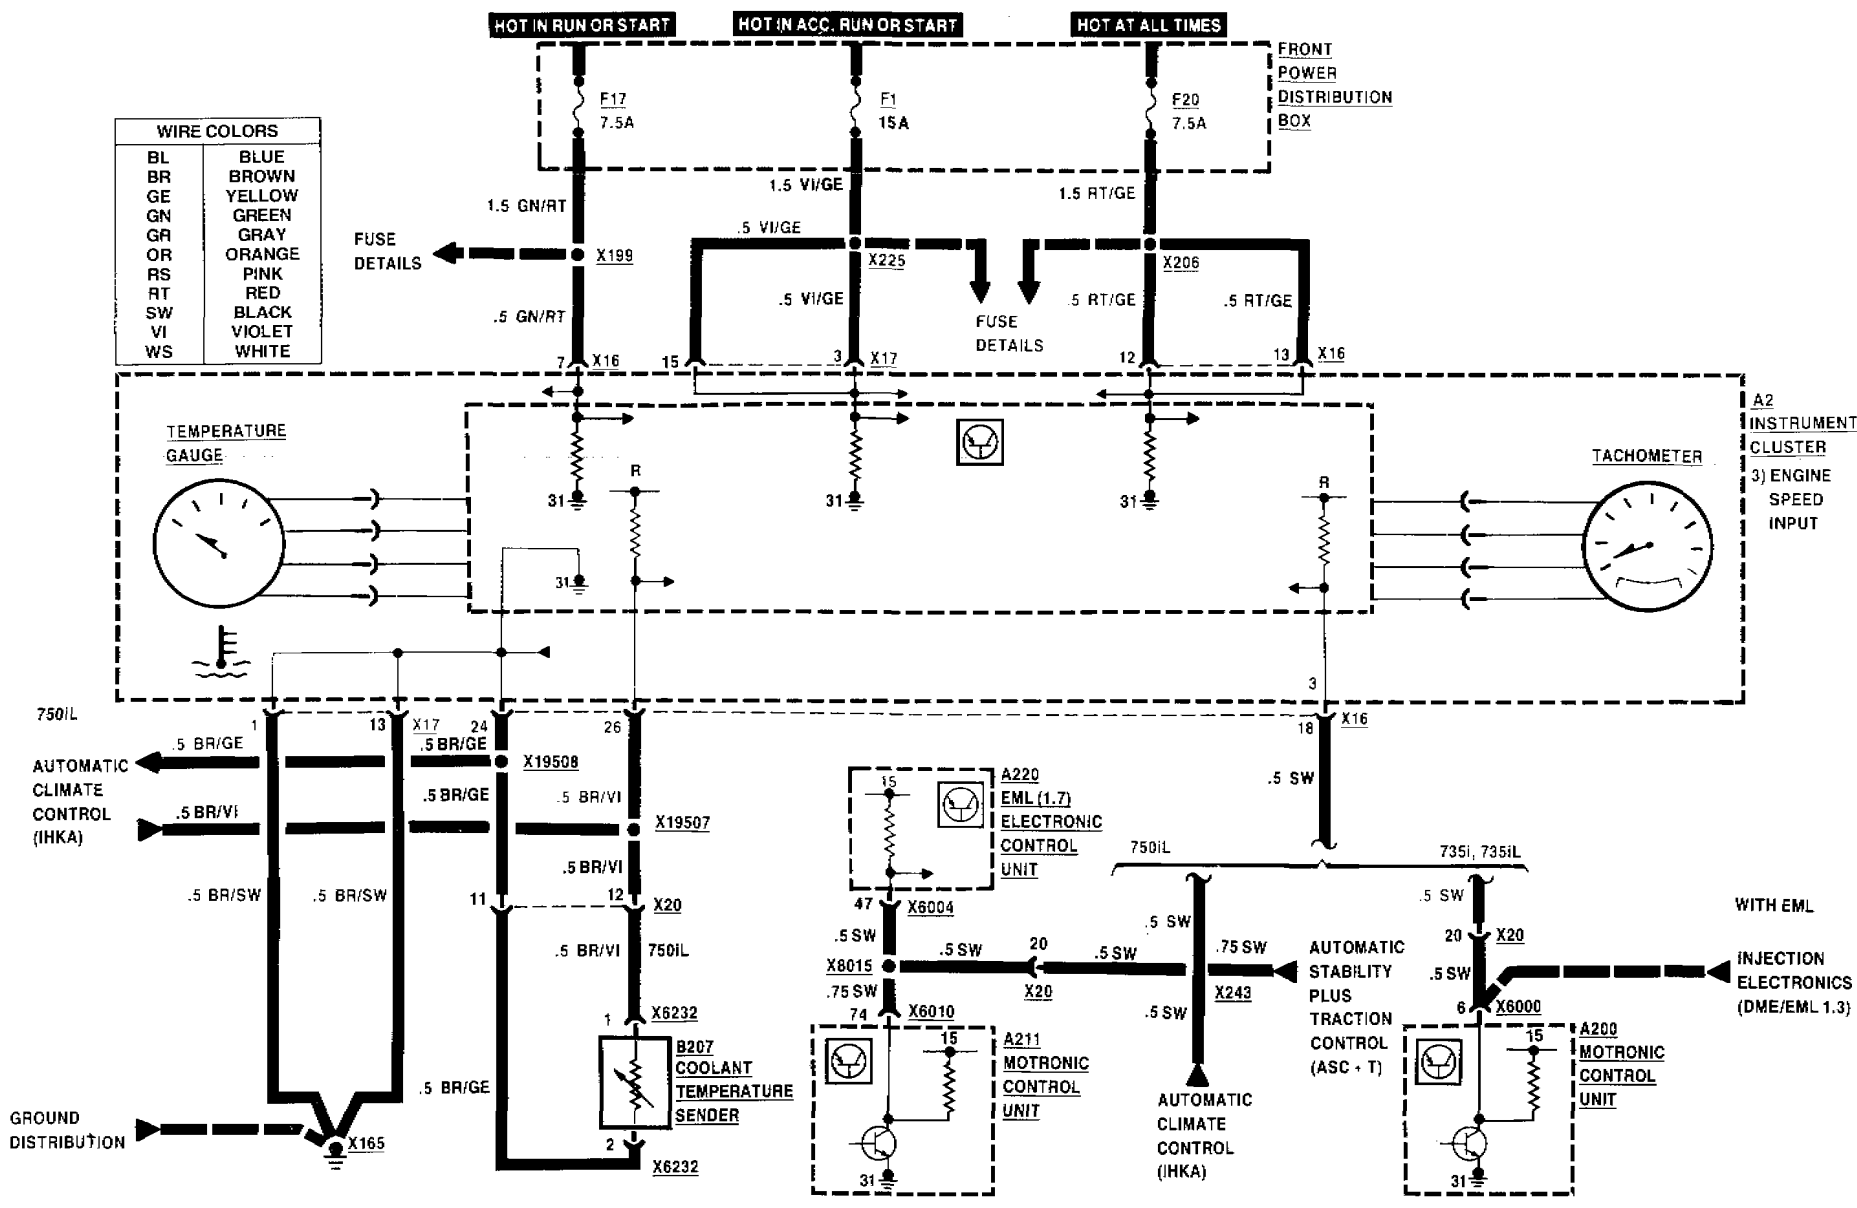 HOT IN RUN OR START
HOT IN ACC, RUN OR START
HOT AT ALL TIMES
FRONT
POWER
DISTRIBUTION
BOX
F17
7.5A
F1
15A
F20
7.5A
WIRE COLORS
BL BLUE
BR BROWN
GE YELLOW
GN GREEN
GR GRAY
OR ORANGE
RS PINK
RT RED
SW BLACK
VI VIOLET
WS WHITE
1.5 GN/RT
1.5 VI/GE
1.5 RT/GE
FUSE
DETAILS
X199
.5 VI/GE
X225
X206
.5 GN/RT
.5 VI/GE
.5 RT/GE
.5 RT/GE
FUSE
DETAILS
7
X16
15
3
X17
12
13
X16
A2
INSTRUMENT
CLUSTER
3) ENGINE
SPEED
INPUT
TEMPERATURE
GAUGE
TACHOMETER
R
31
31
31
R
31
3
750iL
1
13
X17
24
26
18
X16
.5 BR/GE
.5 BR/GE
X19508
AUTOMATIC
CLIMATE
CONTROL
(IHKA)
.5 BR/VI
.5 BR/GE
.5 BR/VI
X19507
.5 SW
15
A220
EML (1.7)
ELECTRONIC
CONTROL
UNIT
750iL
735i, 735iL
.5 BR/SW
.5 BR/SW
.5 BR/VI
11
12
X20
47
X6004
.5 SW
.5 SW
WITH EML
.5 BR/VI
750iL
.5 SW
X8015
.5 SW
20
X20
.5 SW
.75 SW
X243
AUTOMATIC
STABILITY
PLUS
TRACTION
CONTROL
(ASC + T)
20
X20
.5 SW
INJECTION
ELECTRONICS
(DME/EML 1.3)
.75 SW
74
X6010
.5 SW
6
X6000
1
X6232
B207
COOLANT
TEMPERATURE
SENDER
.5 BR/GE
2
X6232
15
A211
MOTRONIC
CONTROL
UNIT
31
AUTOMATIC
CLIMATE
CONTROL
(IHKA)
15
A200
MOTRONIC
CONTROL
UNIT
31
GROUND
DISTRIBUTION
X165